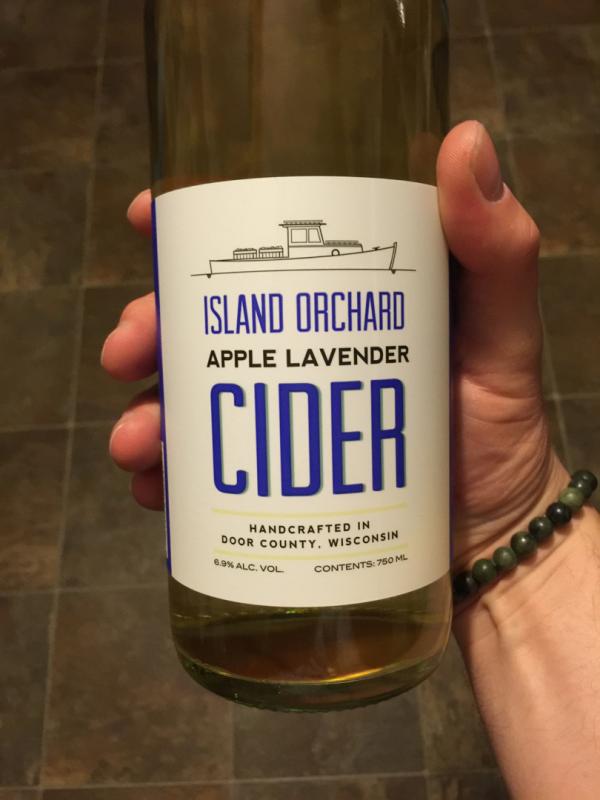 ISLAND ORCHARD
APPLE LAVENDER
CIDER
HANDCRAFTED IN
DOOR COUNTY, WISCONSIN
6.9% ALC. VOL. CONTENTS: 750 ML